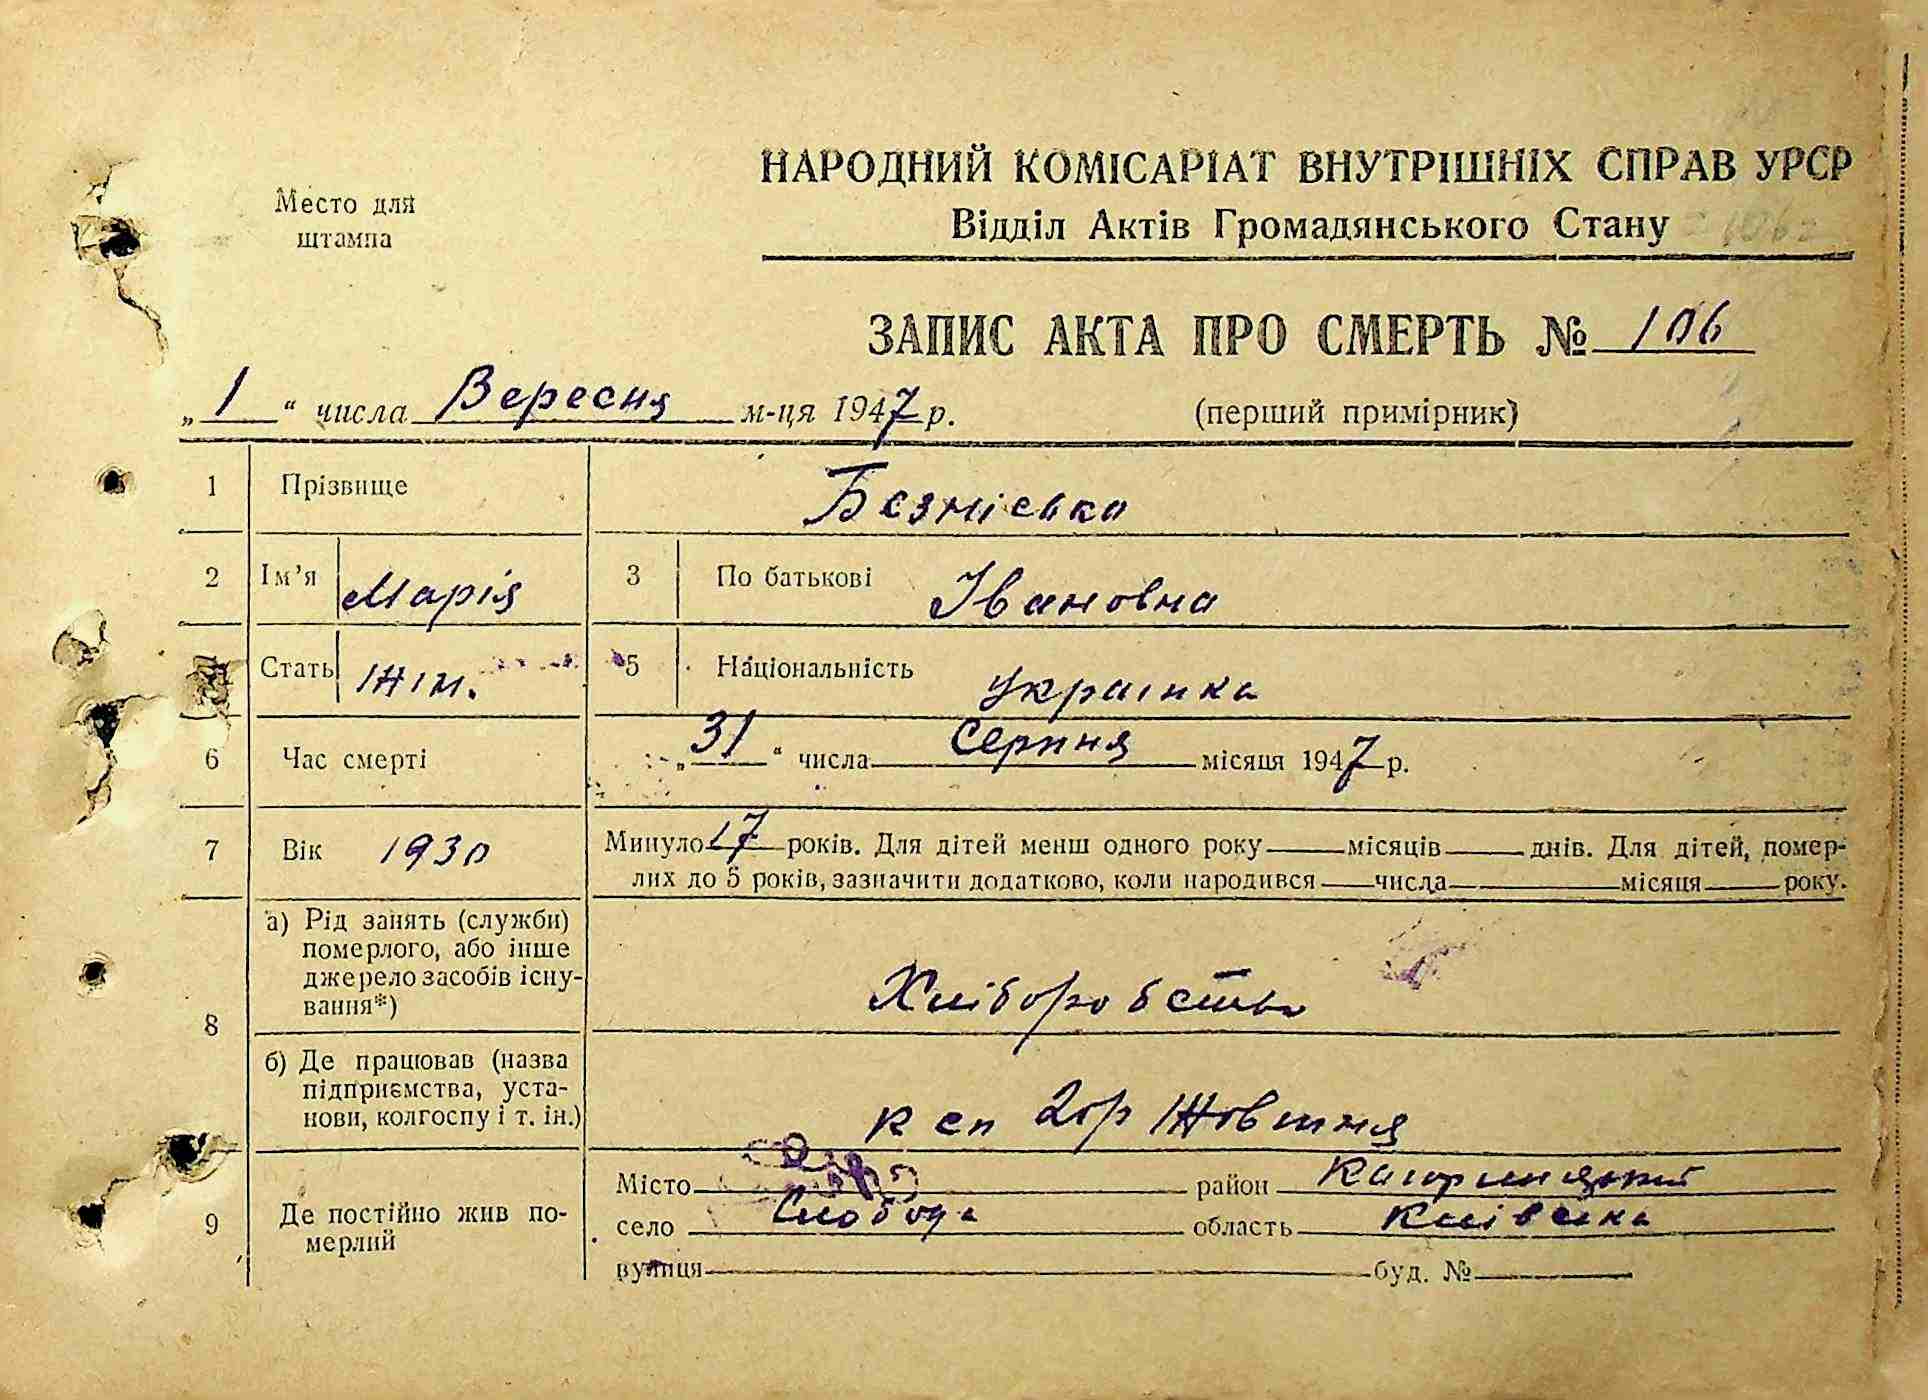 НАРОДНИЙ КОМІСАРІАТ ВНУТРІШНІХ СПРАВ УРСР
Место для
штампа
Відділ Актів Громадянського Стану
ЗАПИС АКТА ПРО СМЕРТЬ № 106
„1“ числа Вересня м-ця 1947 р. (перший примірник)
1 Прізвище Безміська
2 Ім'я Марія 3 По батькові Івановна
Стать Жін. 5 Національність українка
6 Час смерті „31“ числа Серпня місяця 1947 р.
7 Вік 1930 Минуло 17 років. Для дітей менш одного року — місяців — днів. Для дітей, помер-
лих до 5 років, зазначити додатково, коли народився — числа — місяця — року.
8 а) Рід занять (служби)
померлого, або інше
джерело засобів існу-
вання*) Хліборобство
б) Де працював (назва
підприємства, уста-
нови, колгоспу і т. ін.) ксп 2ор Жовтня
9 Де постійно жив по-
мерлий
Місто район Кагарлицький
село Слобода область Київська
вулиця буд. №